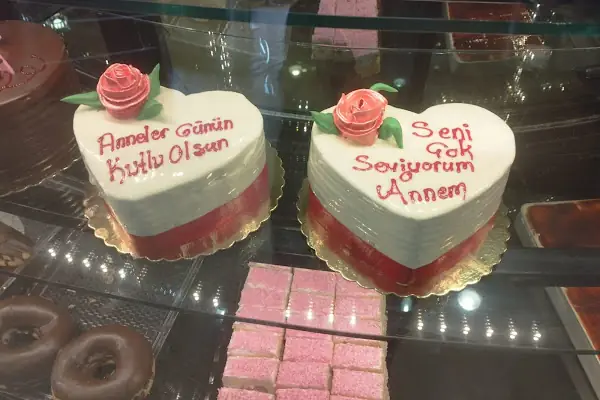 Anneler Günün
Kutlu Olsun
Seni
Çok
Seviyorum
Annem